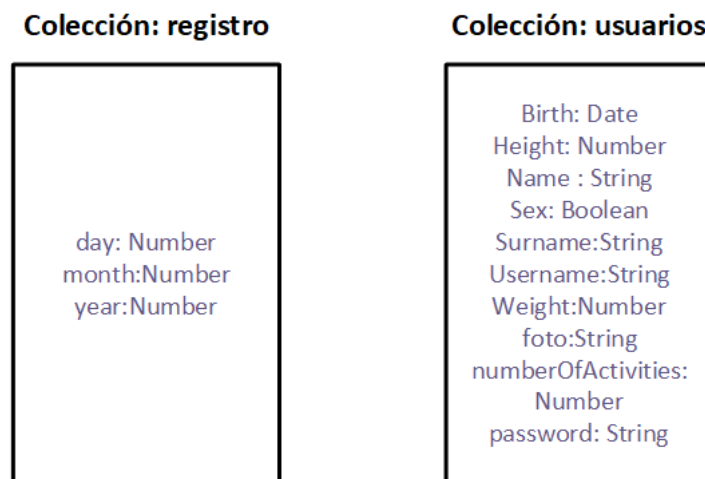 Colección: registro
day: Number
month:Number
year:Number
Colección: usuarios
Birth: Date
Height: Number
Name : String
Sex: Boolean
Surname:String
Username:String
Weight:Number
foto:String
numberOfActivities:
Number
password: String